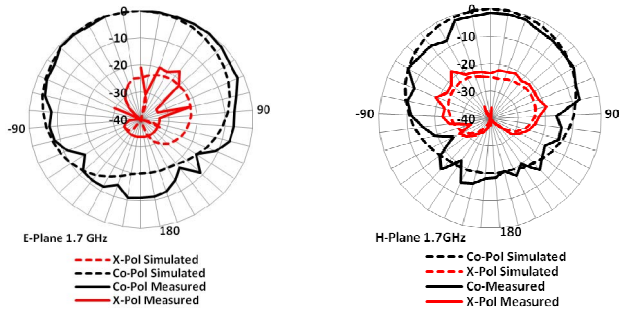 0
-10
-20
-30
-40
-90
90
180
E-Plane 1.7 GHz
X-Pol Simulated
Co-Pol Simulated
Co-Pol Measured
X-Pol Measured
0
-10
-20
-30
-40
-90
90
180
H-Plane 1.7GHz
Co-Pol Simulated
X-Pol Simulated
Co-Measured
X-Pol Measured